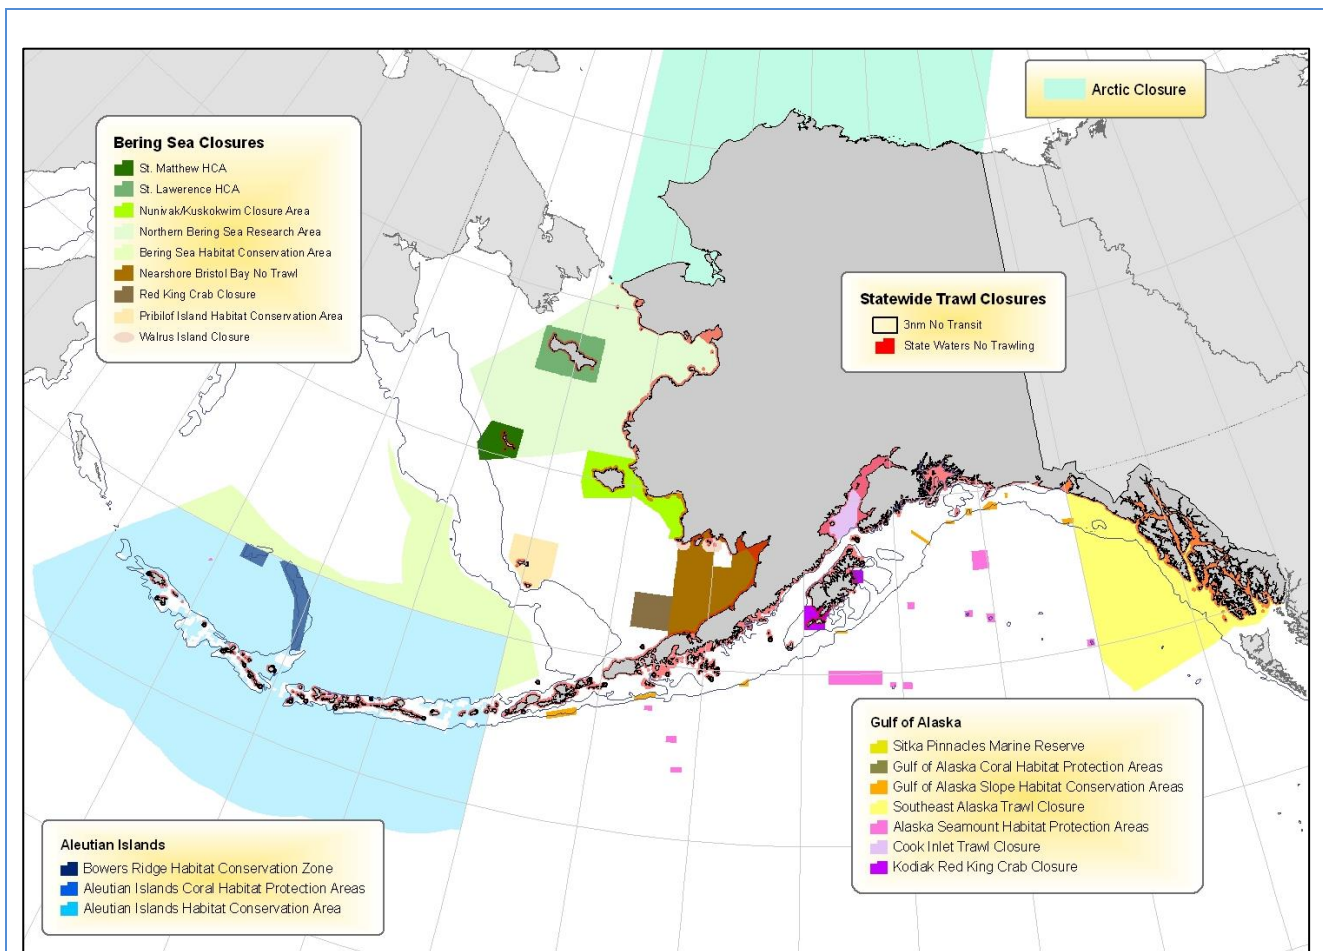 Arctic Closure
Bering Sea Closures
St. Matthew HCA
St. Lawerence HCA
Nunivak/Kuskokwim Closure Area
Northern Bering Sea Research Area
Bering Sea Habitat Conservation Area
Nearshore Bristol Bay No Trawl
Red King Crab Closure
Pribilof Island Habitat Conservation Area
Walrus Island Closure
Statewide Trawl Closures
3nm No Transit
State Waters No Trawling
Gulf of Alaska
Sitka Pinnacles Marine Reserve
Gulf of Alaska Coral Habitat Protection Areas
Gulf of Alaska Slope Habitat Conservation Areas
Southeast Alaska Trawl Closure
Alaska Seamount Habitat Protection Areas
Cook Inlet Trawl Closure
Kodiak Red King Crab Closure
Aleutian Islands
Bowers Ridge Habitat Conservation Zone
Aleutian Islands Coral Habitat Protection Areas
Aleutian Islands Habitat Conservation Area